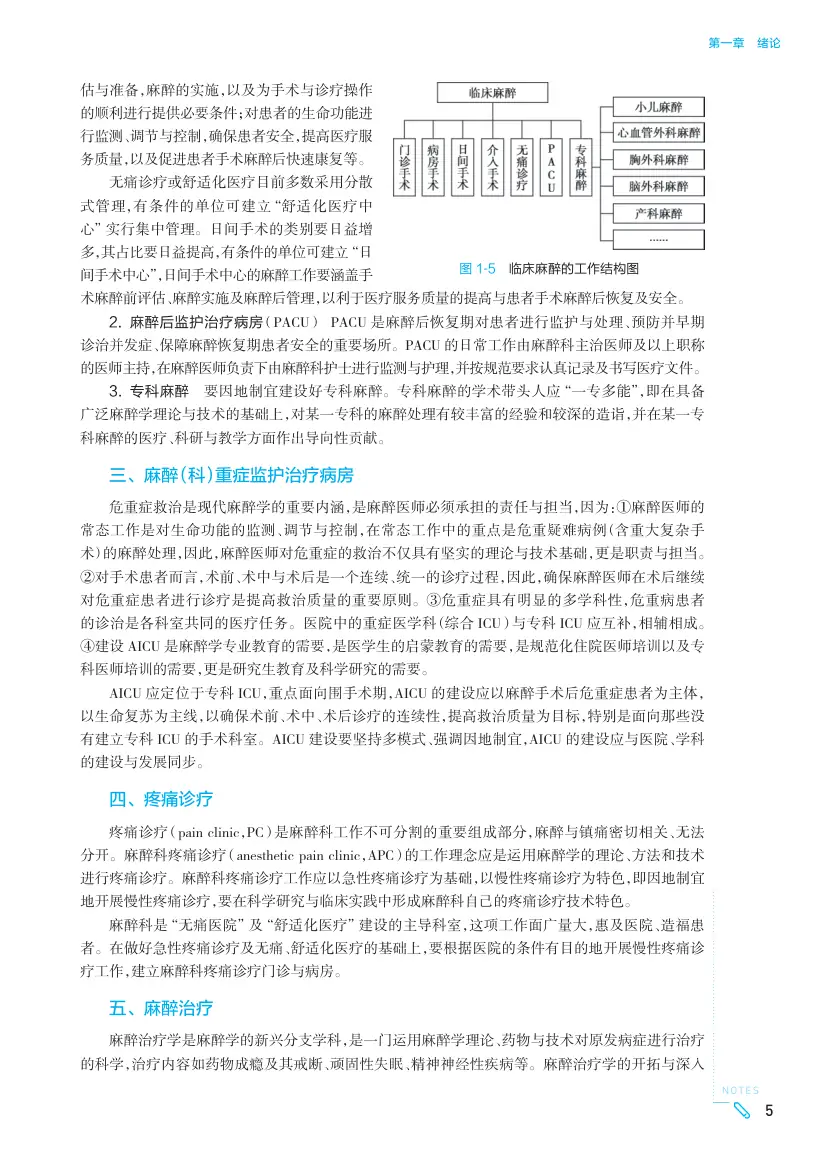 第一章 绪论
估与准备,麻醉的实施,以及为手术与诊疗操作
的顺利进行提供必要条件;对患者的生命功能进
行监测、调节与控制,确保患者安全,提高医疗服
务质量,以及促进患者手术麻醉后快速康复等。
无痛诊疗或舒适化医疗目前多数采用分散
式管理,有条件的单位可建立“舒适化医疗中
心”实行集中管理。日间手术的类别要日益增
多,其占比要日益提高,有条件的单位可建立“日
间手术中心”,日间手术中心的麻醉工作要涵盖手
临床麻醉
门诊手术
病房手术
日间手术
介入手术
无痛诊疗
PACU
专科麻醉
小儿麻醉
心血管外科麻醉
胸外科麻醉
脑外科麻醉
产科麻醉
……
图 1-5 临床麻醉的工作结构图
术麻醉前评估、麻醉实施及麻醉后管理,以利于医疗服务质量的提高与患者手术麻醉后恢复及安全。
2. 麻醉后监护治疗病房(PACU) PACU 是麻醉后恢复期对患者进行监护与处理、预防并早期
诊治并发症、保障麻醉恢复期患者安全的重要场所。PACU 的日常工作由麻醉科主治医师及以上职称
的医师主持,在麻醉医师负责下由麻醉科护士进行监测与护理,并按规范要求认真记录及书写医疗文件。
3. 专科麻醉 要因地制宜建设好专科麻醉。专科麻醉的学术带头人应“一专多能”,即在具备
广泛麻醉学理论与技术的基础上,对某一专科的麻醉处理有较丰富的经验和较深的造诣,并在某一专
科麻醉的医疗、科研与教学方面作出导向性贡献。
三、麻醉(科)重症监护治疗病房
危重症救治是现代麻醉学的重要内涵,是麻醉医师必须承担的责任与担当,因为:①麻醉医师的
常态工作是对生命功能的监测、调节与控制,在常态工作中的重点是危重疑难病例(含重大复杂手
术)的麻醉处理,因此,麻醉医师对危重症的救治不仅具有坚实的理论与技术基础,更是职责与担当。
②对手术患者而言,术前、术中与术后是一个连续、统一的诊疗过程,因此,确保麻醉医师在术后继续
对危重症患者进行诊疗是提高救治质量的重要原则。③危重症具有明显的多学科性,危重病患者
的诊治是各科室共同的医疗任务。医院中的重症医学科(综合 ICU)与专科 ICU 应互补,相辅相成。
④建设 AICU 是麻醉学专业教育的需要,是医学生的启蒙教育的需要,是规范化住院医师培训以及专
科医师培训的需要,更是研究生教育及科学研究的需要。
AICU 应定位于专科 ICU,重点面向围手术期,AICU 的建设应以麻醉手术后危重症患者为主体,
以生命复苏为主线,以确保术前、术中、术后诊疗的连续性,提高救治质量为目标,特别是面向那些没
有建立专科 ICU 的手术科室。AICU 建设要坚持多模式、强调因地制宜,AICU 的建设应与医院、学科
的建设与发展同步。
四、疼痛诊疗
疼痛诊疗(pain clinic,PC)是麻醉科工作不可分割的重要组成部分,麻醉与镇痛密切相关、无法
分开。麻醉科疼痛诊疗(anesthetic pain clinic,APC)的工作理念应是运用麻醉学的理论、方法和技术
进行疼痛诊疗。麻醉科疼痛诊疗工作应以急性疼痛诊疗为基础,以慢性疼痛诊疗为特色,即因地制宜
地开展慢性疼痛诊疗,要在科学研究与临床实践中形成麻醉科自己的疼痛诊疗技术特色。
麻醉科是“无痛医院”及“舒适化医疗”建设的主导科室,这项工作面广量大,惠及医院、造福患
者。在做好急性疼痛诊疗及无痛、舒适化医疗的基础上,要根据医院的条件有目的地开展慢性疼痛诊
疗工作,建立麻醉科疼痛诊疗门诊与病房。
五、麻醉治疗
麻醉治疗学是麻醉学的新兴分支学科,是一门运用麻醉学理论、药物与技术对原发病症进行治疗
的科学,治疗内容如药物成瘾及其戒断、顽固性失眠、精神神经性疾病等。麻醉治疗学的开拓与深入
NOTES
5